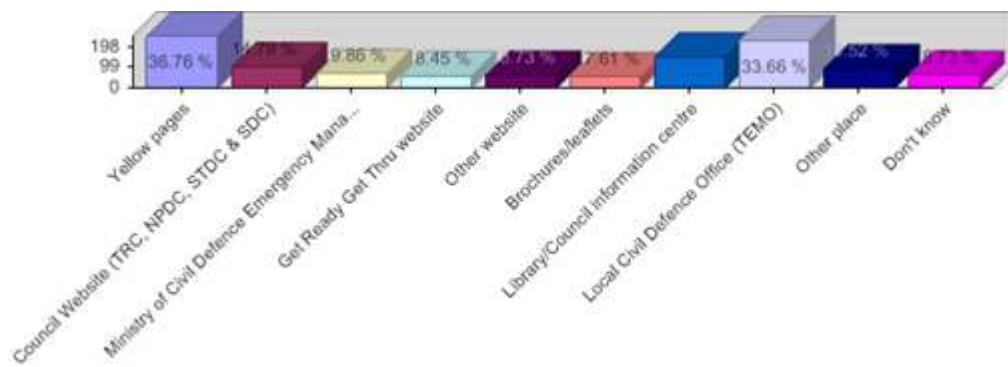 198
99
0
36.76 %
9.86 %
8.45 %
7.61 %
33.66 %
Yellow pages
Council Website (TRC, NPDC, STDC & SDC)
Ministry of Civil Defence Emergency Mana...
Get Ready Get Thru website
Other website
Brochures/leaflets
Library/Council information centre
Local Civil Defence Office (TEMO)
Other place
Don't know